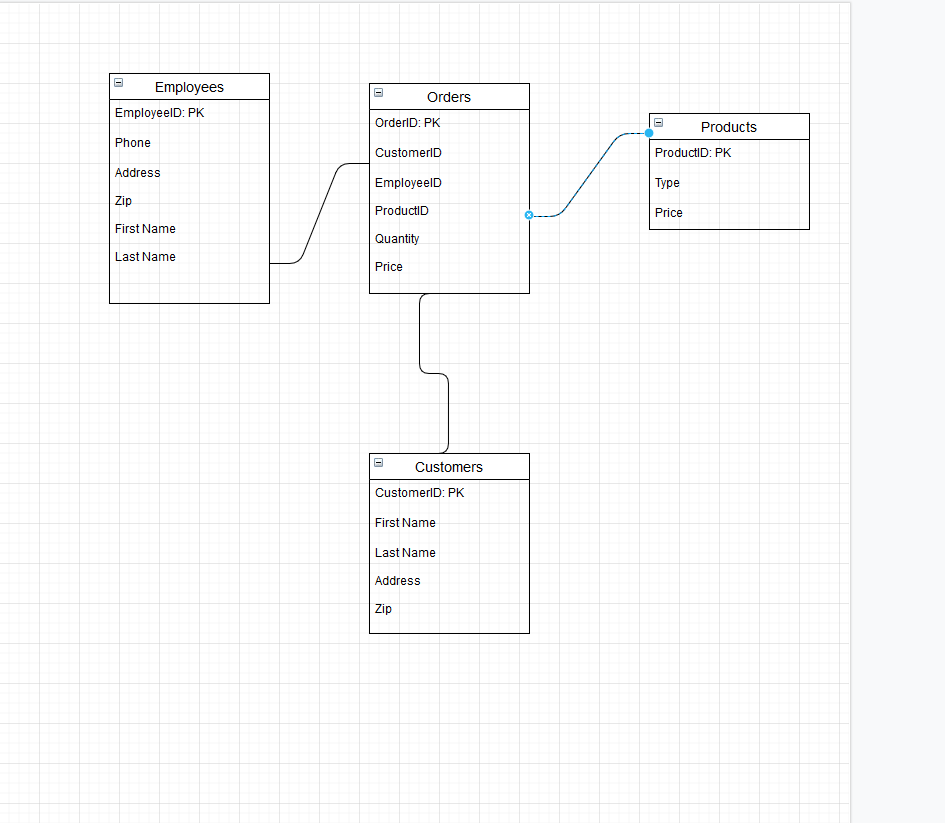 Employees
EmployeeID: PK
Phone
Address
Zip
First Name
Last Name
Orders
OrderID: PK
CustomerID
EmployeeID
ProductID
Quantity
Price
Products
ProductID: PK
Type
Price
Customers
CustomerID: PK
First Name
Last Name
Address
Zip